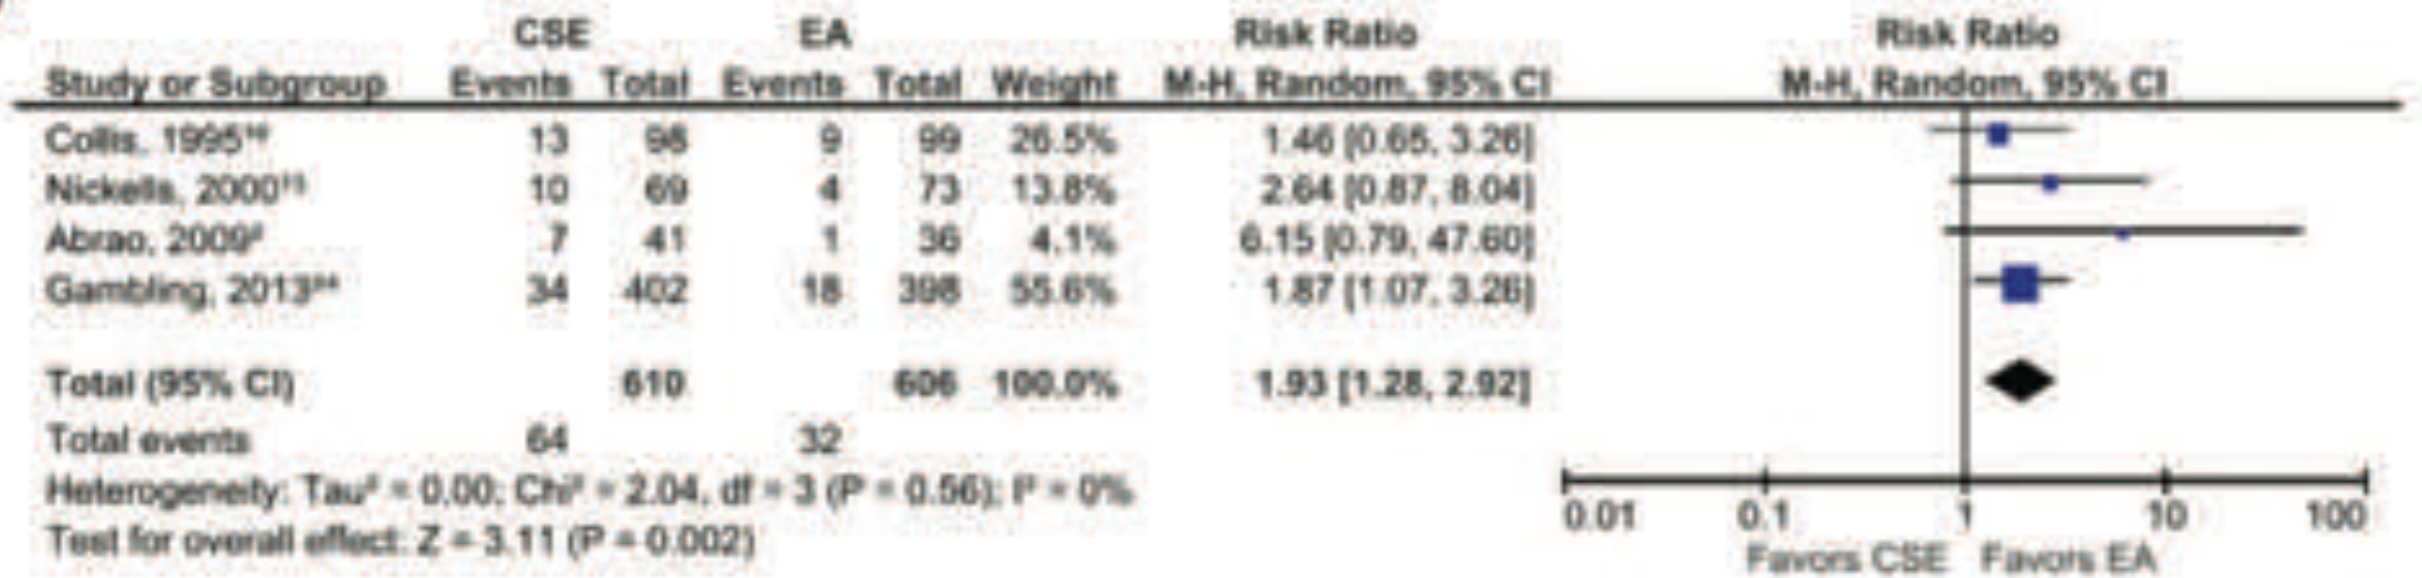 CSE EA Risk Ratio Risk Ratio
Study or Subgroup Events Total Events Total Weight M-H, Random, 95% CI M-H, Random, 95% CI
Collis, 1995 13 98 9 99 26.5% 1.46 [0.65, 3.26]
Nickells, 2000 10 69 4 73 13.8% 2.64 [0.87, 8.04]
Abrao, 2009 7 41 1 36 4.1% 6.15 [0.79, 47.60]
Gambling, 2013 34 402 18 398 55.6% 1.87 [1.07, 3.26]
Total (95% CI) 610 606 100.0% 1.93 [1.28, 2.92]
Total events 64 32
Heterogeneity: Tau² = 0.00; Chi² = 2.04, df = 3 (P = 0.56); I² = 0%
Test for overall effect: Z = 3.11 (P = 0.002)
0.01 0.1 1 10 100
Favors CSE Favors EA